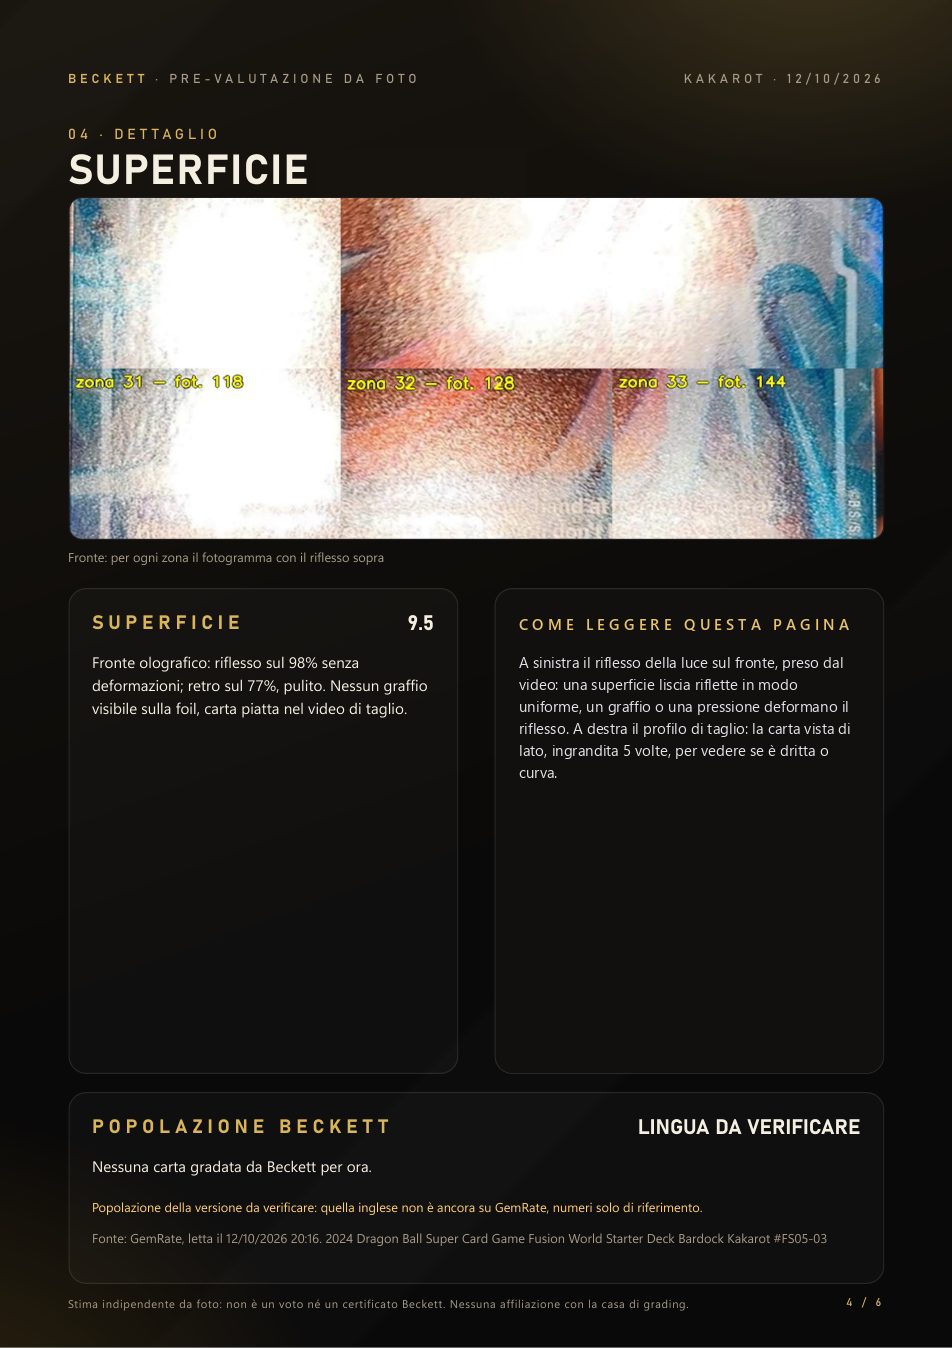 BECKETT · PRE-VALUTAZIONE DA FOTO
KAKAROT · 12/10/2026
04 · DETTAGLIO
SUPERFICIE
zona 31 — fot. 118
zona 32 — fot. 128
zona 33 — fot. 144
Fronte: per ogni zona il fotogramma con il riflesso sopra
SUPERFICIE
9.5
Fronte olografico: riflesso sul 98% senza
deformazioni; retro sul 77%, pulito. Nessun graffio
visibile sulla foil, carta piatta nel video di taglio.
COME LEGGERE QUESTA PAGINA
A sinistra il riflesso della luce sul fronte, preso dal
video: una superficie liscia riflette in modo
uniforme, un graffio o una pressione deformano il
riflesso. A destra il profilo di taglio: la carta vista di
lato, ingrandita 5 volte, per vedere se è dritta o
curva.
POPOLAZIONE BECKETT
LINGUA DA VERIFICARE
Nessuna carta gradata da Beckett per ora.
Popolazione della versione da verificare: quella inglese non è ancora su GemRate, numeri solo di riferimento.
Fonte: GemRate, letta il 12/10/2026 20:16. 2024 Dragon Ball Super Card Game Fusion World Starter Deck Bardock Kakarot #FS05-03
Stima indipendente da foto: non è un voto né un certificato Beckett. Nessuna affiliazione con la casa di grading.
4 / 6